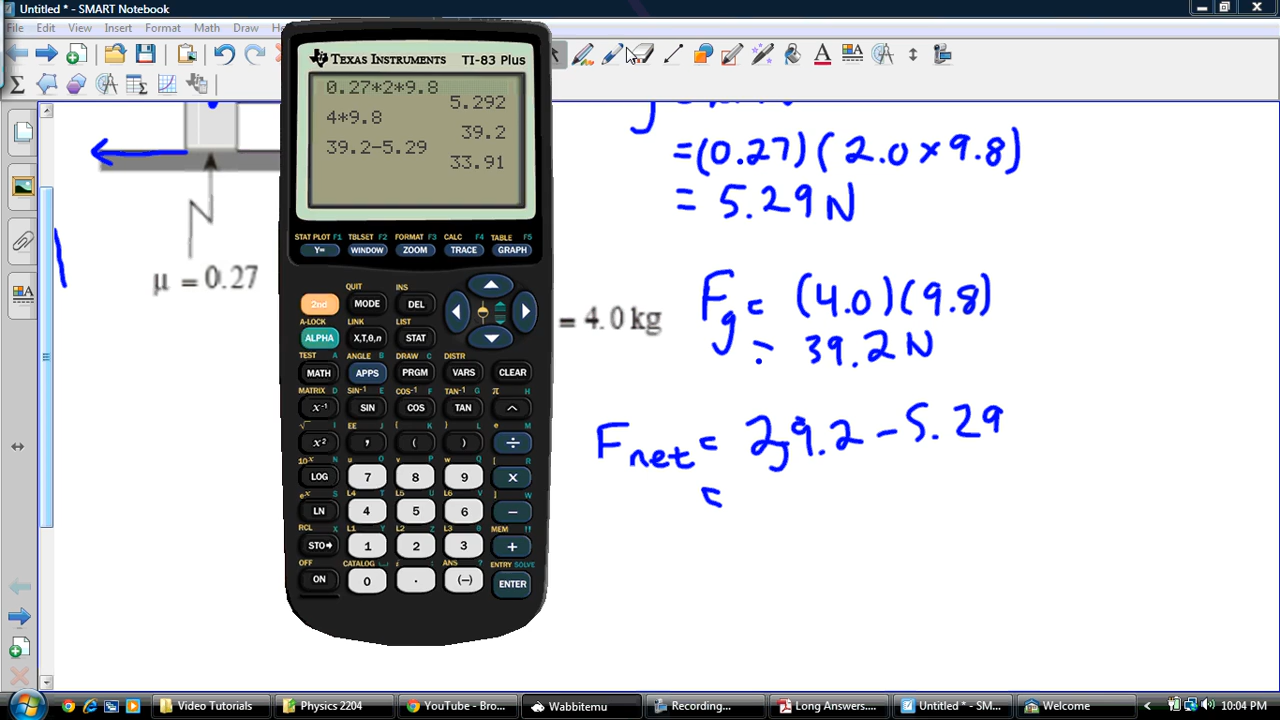 Untitled * - SMART Notebook
File Edit View Insert Format Math Draw
TEXAS INSTRUMENTS TI-83 Plus
0.27*2*9.8
5.292
4*9.8
39.2
39.2-5.29
33.91
STAT PLOT F1 TBLSET F2 FORMAT F3 CALC F4 TABLE F5
Y= WINDOW ZOOM TRACE GRAPH
QUIT INS
2nd MODE DEL
A-LOCK LINK LIST
ALPHA X,T,θ,n STAT
TEST A ANGLE B DRAW C DISTR
MATH APPS PRGM VARS CLEAR
MATRIX D SIN⁻¹ E COS⁻¹ F TAN⁻¹ G π H
x⁻¹ SIN COS TAN ^
√ I EE J { K } L e M
x² , ( ) ÷
10ˣ N u O v P w Q [ R
LOG 7 8 9 ×
eˣ S L4 T L5 U L6 V ] W
LN 4 5 6 −
RCL X L1 Y L2 Z L3 θ MEM "
STO➔ 1 2 3 +
OFF CATALOG i : ANS ? ENTRY SOLVE
ON 0 . (−) ENTER
μ = 0.27
= 4.0 kg
=(0.27)(2.0×9.8)
= 5.29 N
Fg = (4.0)(9.8)
= 39.2 N
Fnet = 39.2 - 5.29
=
Video Tutorials Physics 2204 YouTube - Bro... Wabbitemu Recording... Long Answers.... Untitled * - SM... Welcome 10:04 PM